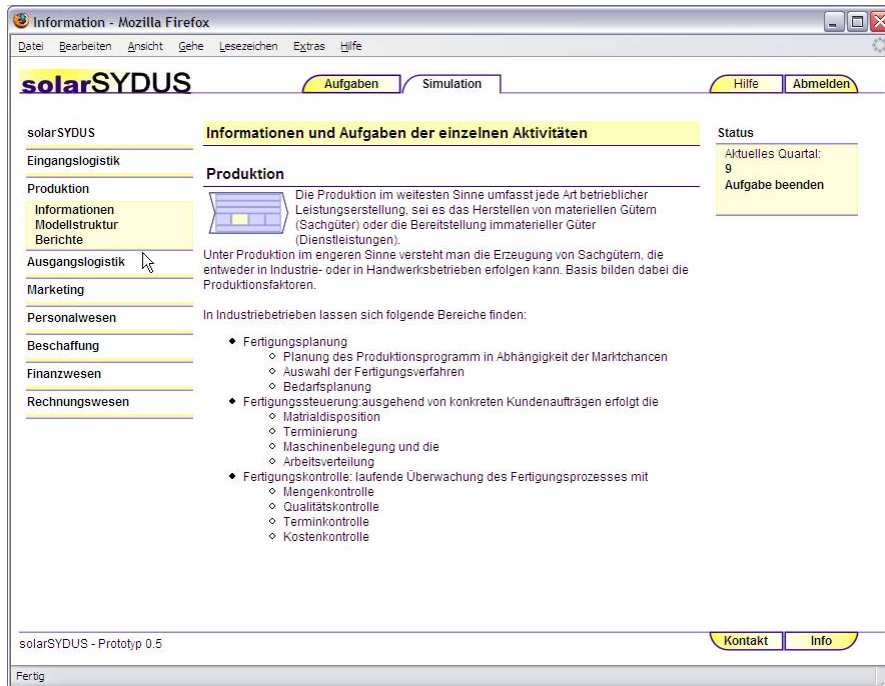 Information - Mozilla Firefox
Datei Bearbeiten Ansicht Gehe Lesezeichen Extras Hilfe
solarSYDUS
Aufgaben Simulation
Hilfe Abmelden
solarSYDUS
Eingangslogistik
Produktion
Informationen
Modellstruktur
Berichte
Ausgangslogistik
Marketing
Personalwesen
Beschaffung
Finanzwesen
Rechnungswesen
Informationen und Aufgaben der einzelnen Aktivitäten
Produktion
Die Produktion im weitesten Sinne umfasst jede Art betrieblicher
Leistungserstellung, sei es das Herstellen von materiellen Gütern
(Sachgüter) oder die Bereitstellung immaterieller Güter
(Dienstleistungen).
Unter Produktion im engeren Sinne versteht man die Erzeugung von Sachgütern, die
entweder in Industrie- oder in Handwerksbetrieben erfolgen kann. Basis bilden dabei die
Produktionsfaktoren.
In Industriebetrieben lassen sich folgende Bereiche finden:
Fertigungsplanung
Planung des Produktionsprogramm in Abhängigkeit der Marktchancen
Auswahl der Fertigungsverfahren
Bedarfsplanung
Fertigungssteuerung:ausgehend von konkreten Kundenaufträgen erfolgt die
Matrialdisposition
Terminierung
Maschinenbelegung und die
Arbeitsverteilung
Fertigungskontrolle: laufende Überwachung des Fertigungsprozesses mit
Mengenkontrolle
Qualitätskontrolle
Terminkontrolle
Kostenkontrolle
Status
Aktuelles Quartal:
9
Aufgabe beenden
solarSYDUS - Prototyp 0.5
Kontakt Info
Fertig